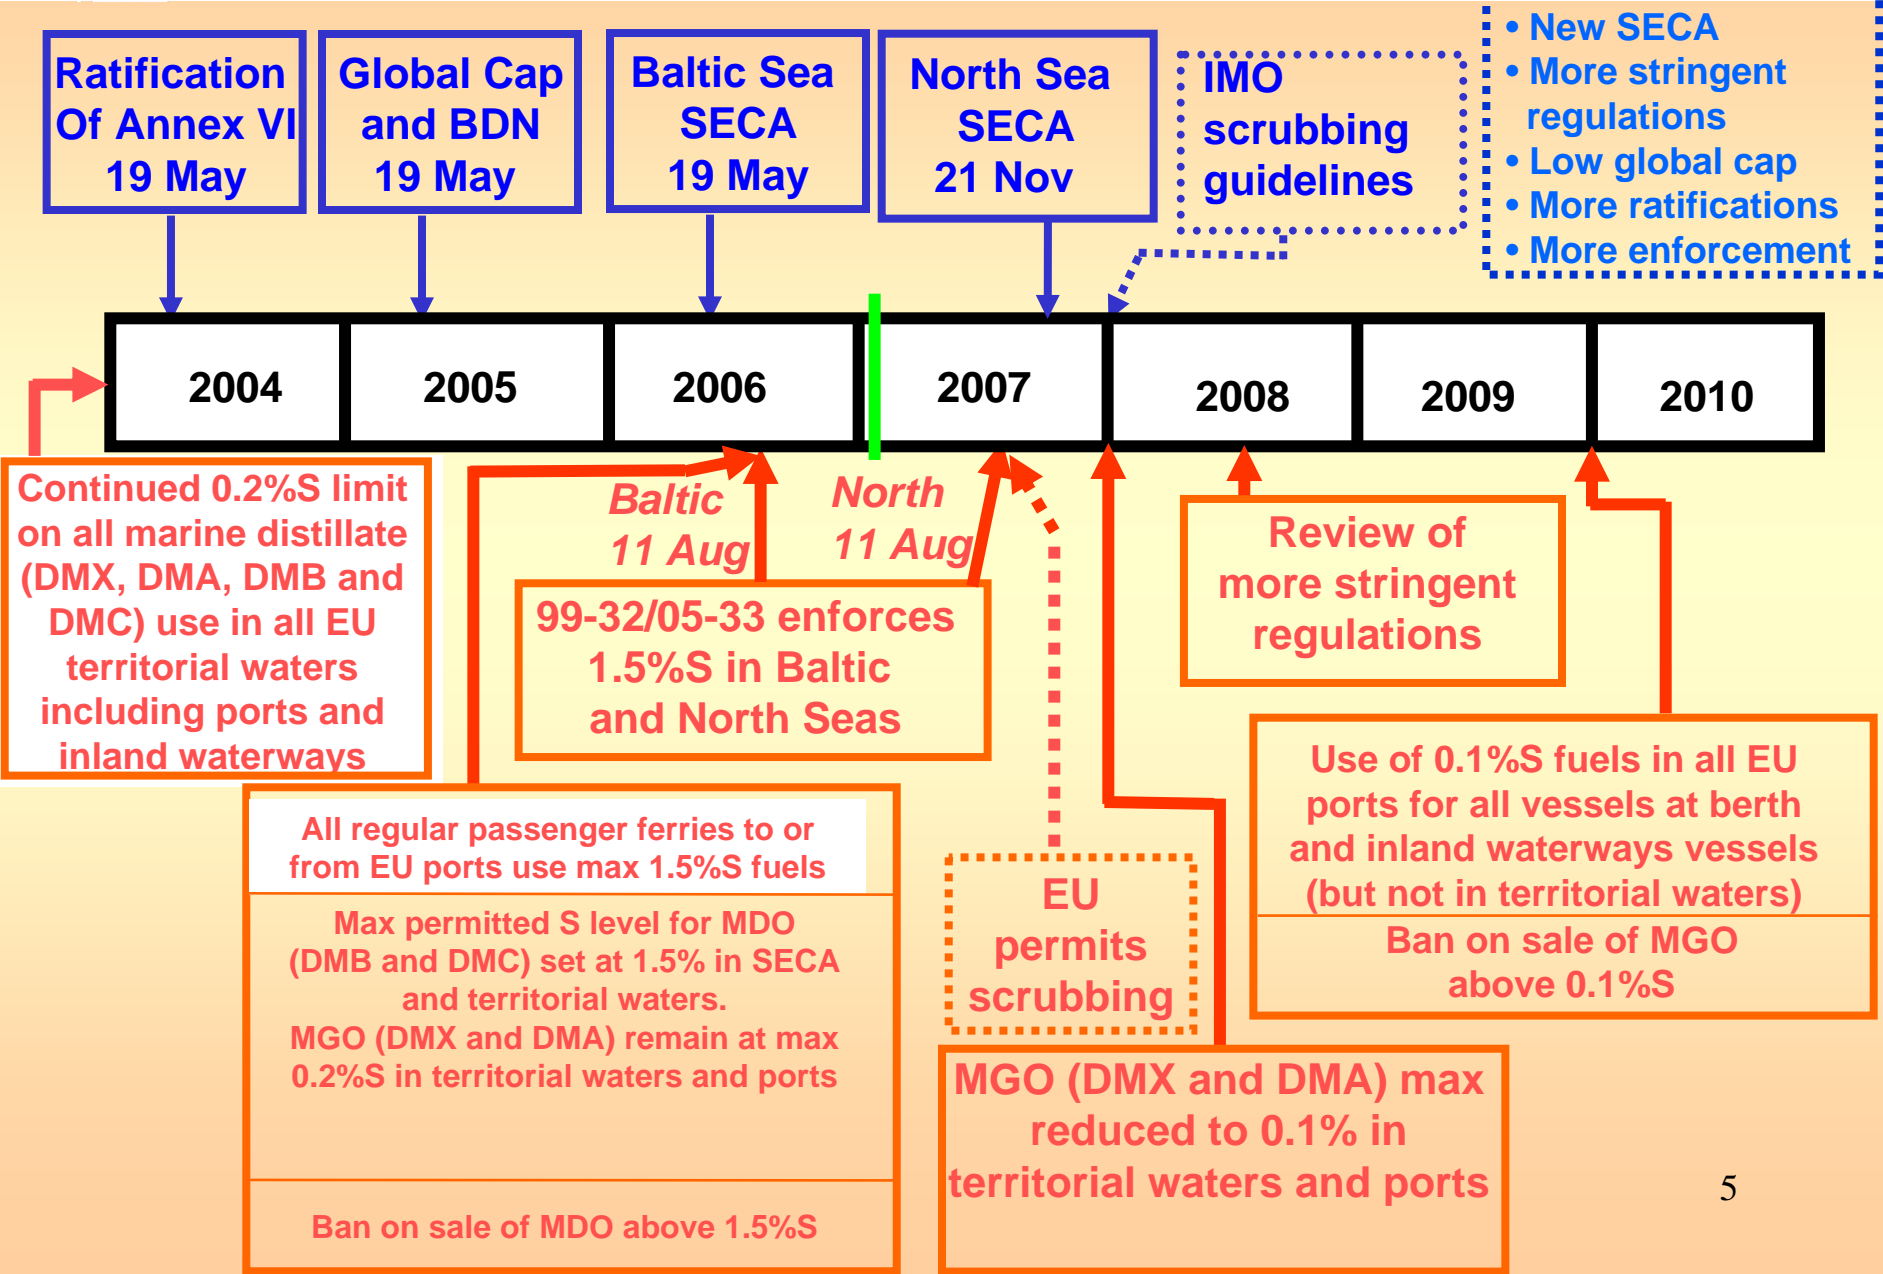 Ratification
Of Annex VI
19 May
Global Cap
and BDN
19 May
Baltic Sea
SECA
19 May
North Sea
SECA
21 Nov
IMO
scrubbing
guidelines
• New SECA
• More stringent
regulations
• Low global cap
• More ratifications
• More enforcement
2004
2005
2006
2007
2008
2009
2010
Continued 0.2%S limit
on all marine distillate
(DMX, DMA, DMB and
DMC) use in all EU
territorial waters
including ports and
inland waterways
Baltic
11 Aug
North
11 Aug
99-32/05-33 enforces
1.5%S in Baltic
and North Seas
Review of
more stringent
regulations
All regular passenger ferries to or
from EU ports use max 1.5%S fuels
Max permitted S level for MDO
(DMB and DMC) set at 1.5% in SECA
and territorial waters.
MGO (DMX and DMA) remain at max
0.2%S in territorial waters and ports
Ban on sale of MDO above 1.5%S
EU
permits
scrubbing
MGO (DMX and DMA) max
reduced to 0.1% in
territorial waters and ports
Use of 0.1%S fuels in all EU
ports for all vessels at berth
and inland waterways vessels
(but not in territorial waters)
Ban on sale of MGO
above 0.1%S
5